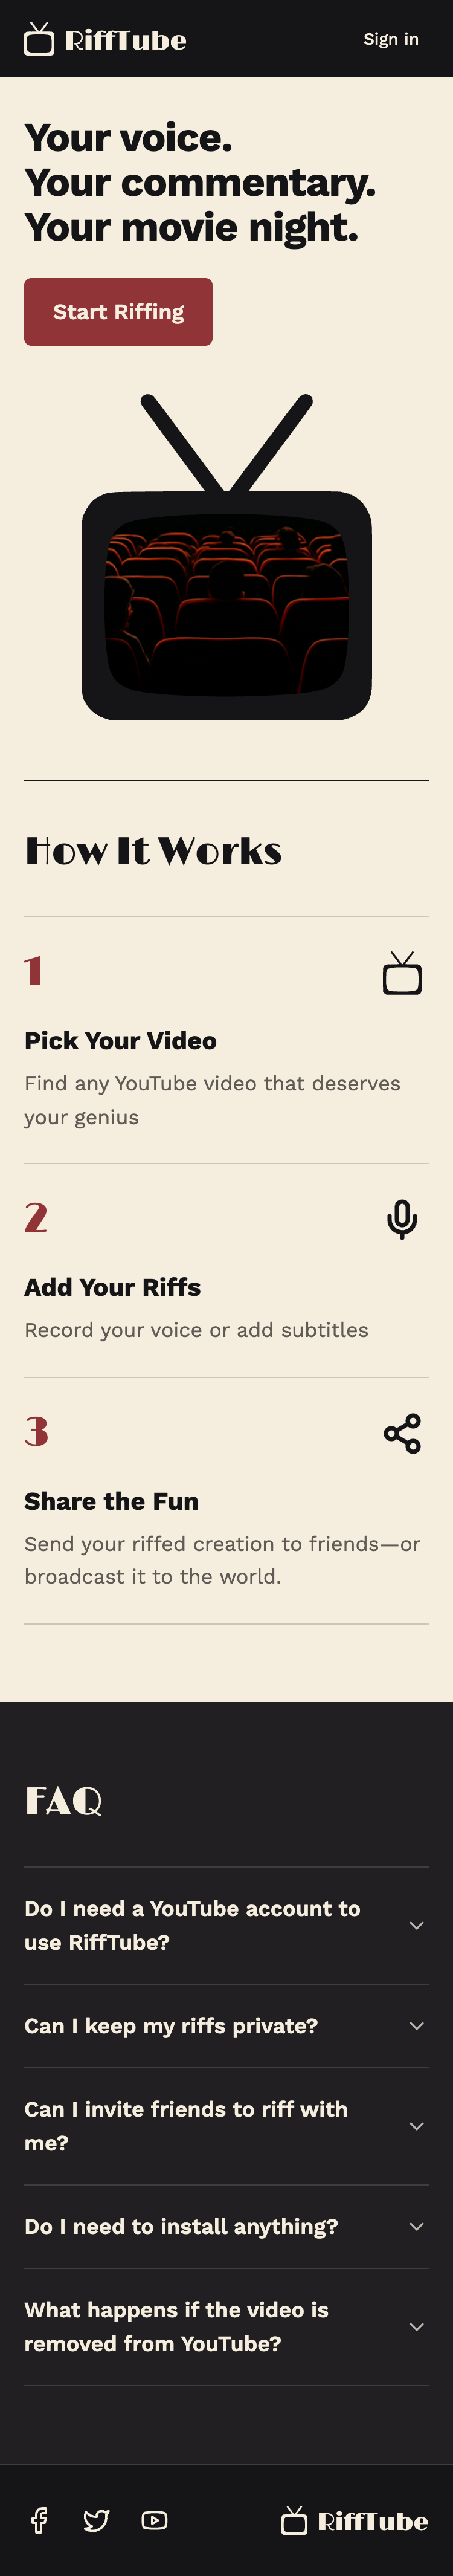 RiffTube
Sign in
Your voice.
Your commentary.
Your movie night.
Start Riffing
How It Works
1
Pick Your Video
Find any YouTube video that deserves
your genius
2
Add Your Riffs
Record your voice or add subtitles
3
Share the Fun
Send your riffed creation to friends—or
broadcast it to the world.
FAQ
Do I need a YouTube account to
use RiffTube?
Can I keep my riffs private?
Can I invite friends to riff with
me?
Do I need to install anything?
What happens if the video is
removed from YouTube?
RiffTube